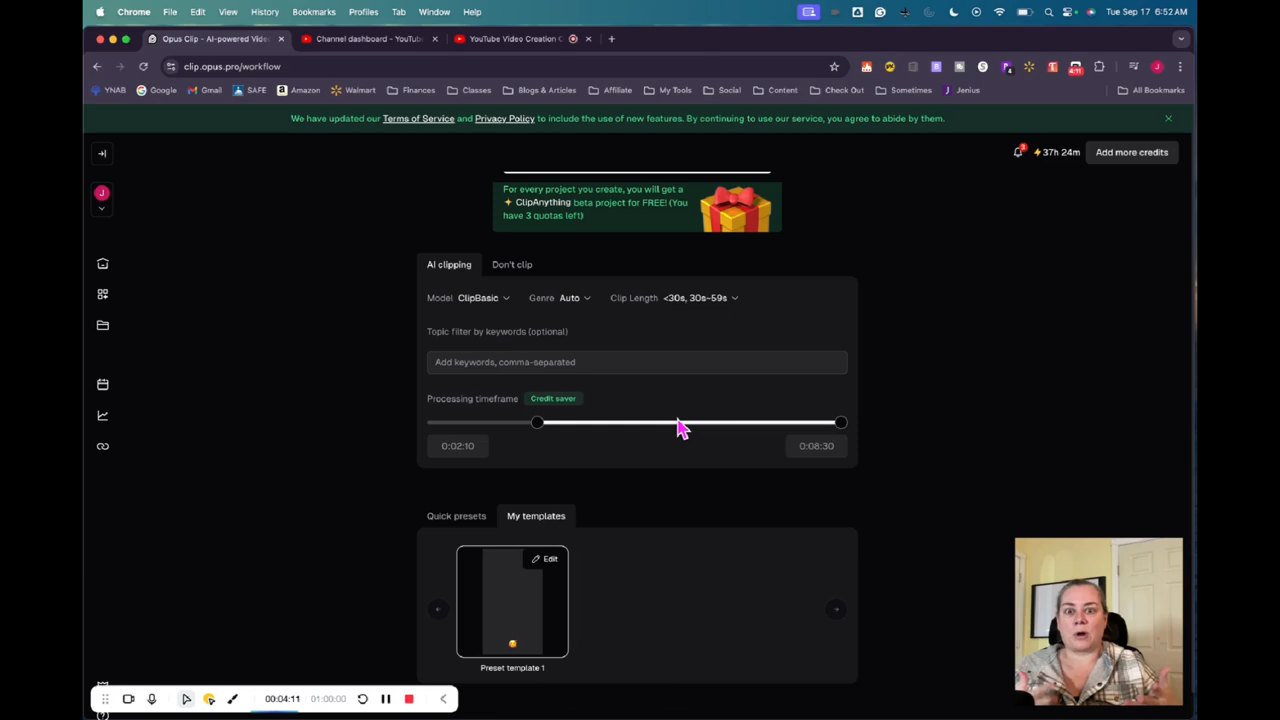 Chrome File Edit View History Bookmarks Profiles Tab Window Help Tue Sep 17 6:52 AM
Opus Clip - AI-powered Vide Channel dashboard - YouTube YouTube Video Creation
clip.opus.pro/workflow 4:11 J
YNAB Google Gmail SAFE Amazon Walmart Finances Classes Blogs & Articles Affiliate My Tools Social Content Check Out Sometimes Jenius All Bookmarks
We have updated our Terms of Service and Privacy Policy to include the use of new features. By continuing to use our service, you agree to abide by them.
3 37h 24m Add more credits
J
For every project you create, you will get a
ClipAnything beta project for FREE! (You
have 3 quotas left)
AI clipping Don't clip
Model ClipBasic Genre Auto Clip Length <30s, 30s~59s
Topic filter by keywords (optional)
Add keywords, comma-separated
Processing timeframe Credit saver
0:02:10 0:08:30
Quick presets My templates
Edit
Preset template 1
00:04:11 01:00:00